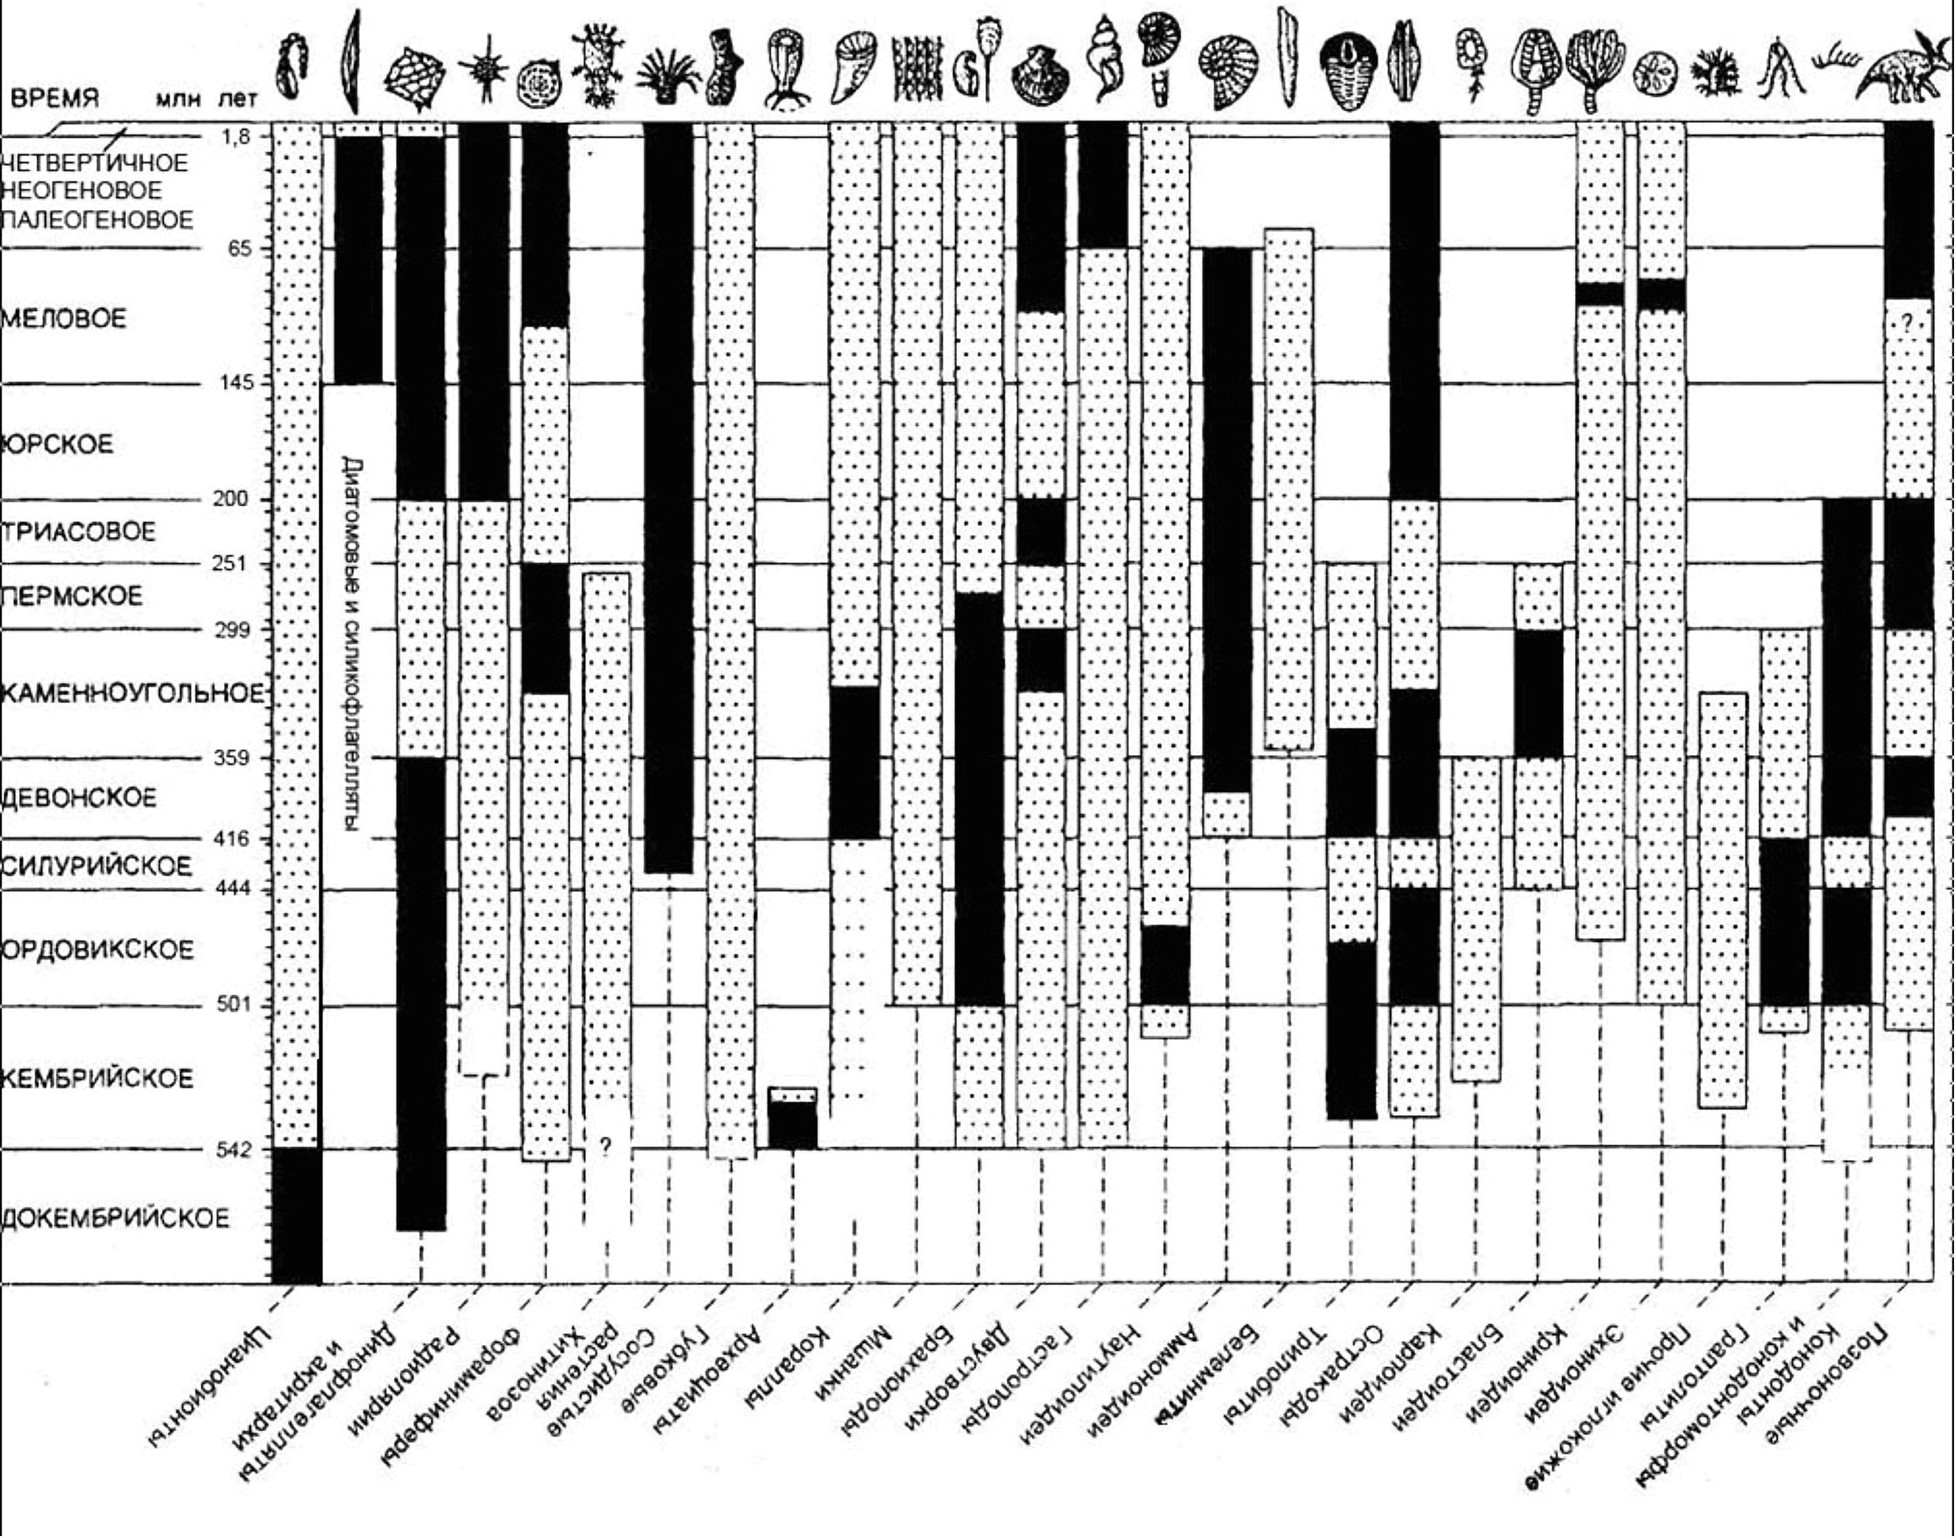 ВРЕМЯ млн лет
1,8
ЧЕТВЕРТИЧНОЕ
НЕОГЕНОВОЕ
ПАЛЕОГЕНОВОЕ
65
МЕЛОВОЕ
?
145
ЮРСКОЕ
200
ТРИАСОВОЕ
251
ПЕРМСКОЕ
299
КАМЕННОУГОЛЬНОЕ
359
ДЕВОНСКОЕ
416
СИЛУРИЙСКОЕ
444
ОРДОВИКСКОЕ
501
КЕМБРИЙСКОЕ
542
?
ДОКЕМБРИЙСКОЕ
Диатомовые и силикофлагелляты
Цианобионты
Динофлагелляты
и акритархи
Радиолярии
Фораминиферы
Хитинозоа
Сосудистые
растения
Губковые
Археоциаты
Кораллы
Мшанки
Брахиоподы
Двустворки
Гастроподы
Наутилоидеи
Аммоноидеи
Белемниты
Трилобиты
Остракоды
Карпоидеи
Бластоидеи
Криноидеи
Эхиноидеи
Прочие иглокожие
Граптолиты
Конодонты
и конодонтоморфы
Позвоночные